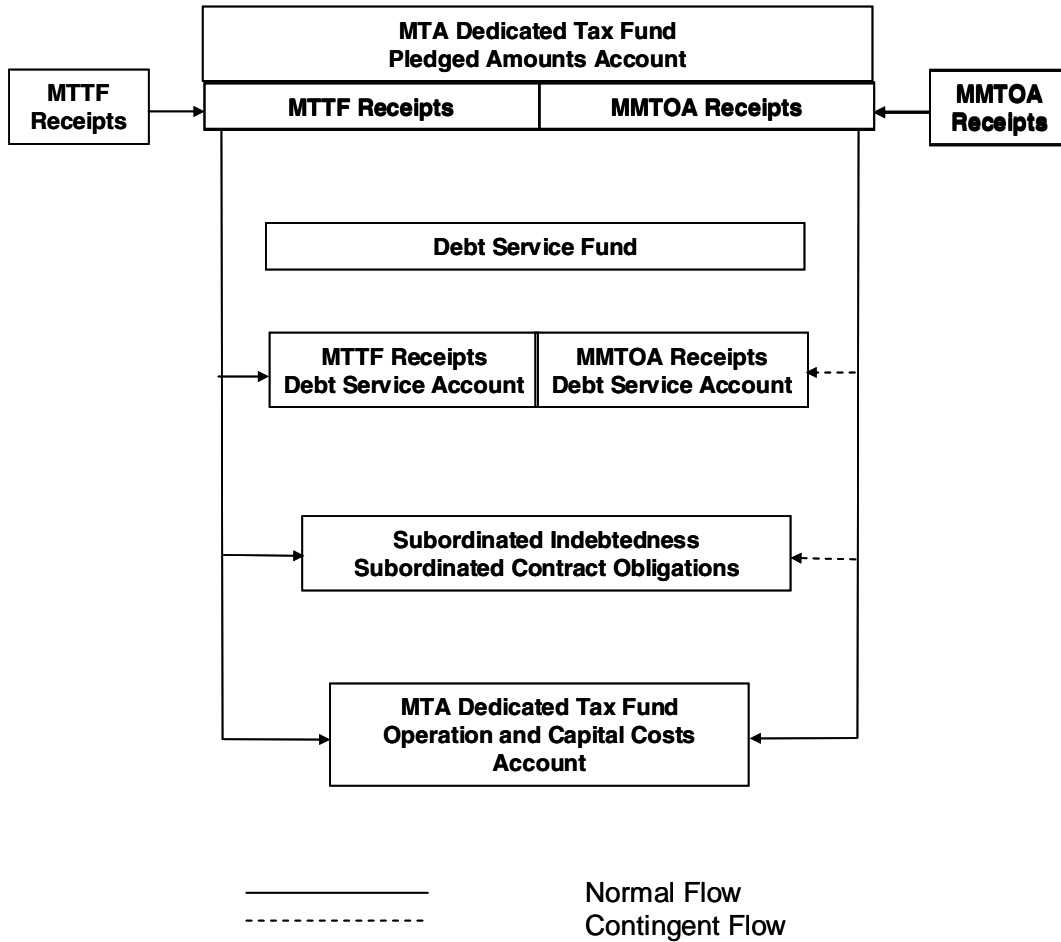 MTA Dedicated Tax Fund
Pledged Amounts Account
MTTF
Receipts
MTTF Receipts
MMTOA Receipts
MMTOA
Receipts
Debt Service Fund
MTTF Receipts
Debt Service Account
MMTOA Receipts
Debt Service Account
Subordinated Indebtedness
Subordinated Contract Obligations
MTA Dedicated Tax Fund
Operation and Capital Costs
Account
Normal Flow
Contingent Flow